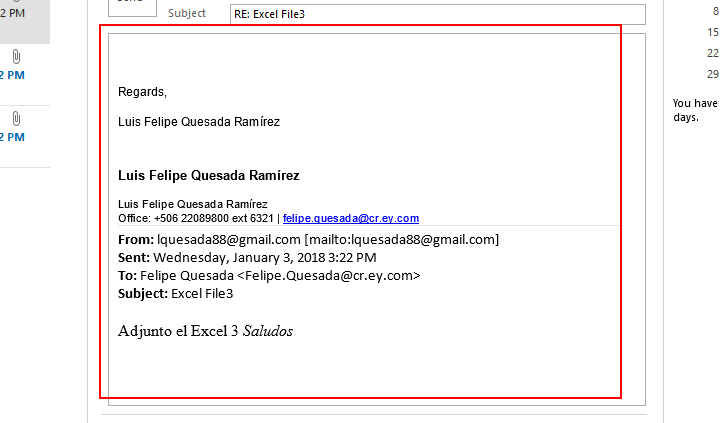 2 PM
Subject
RE: Excel File3
8
15
2 PM
22
29
You have
days.
2 PM
Regards,
Luis Felipe Quesada Ramírez
Luis Felipe Quesada Ramírez
Luis Felipe Quesada Ramírez
Office: +506 22089800 ext 6321 | felipe.quesada@cr.ey.com
From: lquesada88@gmail.com [mailto:lquesada88@gmail.com]
Sent: Wednesday, January 3, 2018 3:22 PM
To: Felipe Quesada <Felipe.Quesada@cr.ey.com>
Subject: Excel File3
Adjunto el Excel 3 Saludos